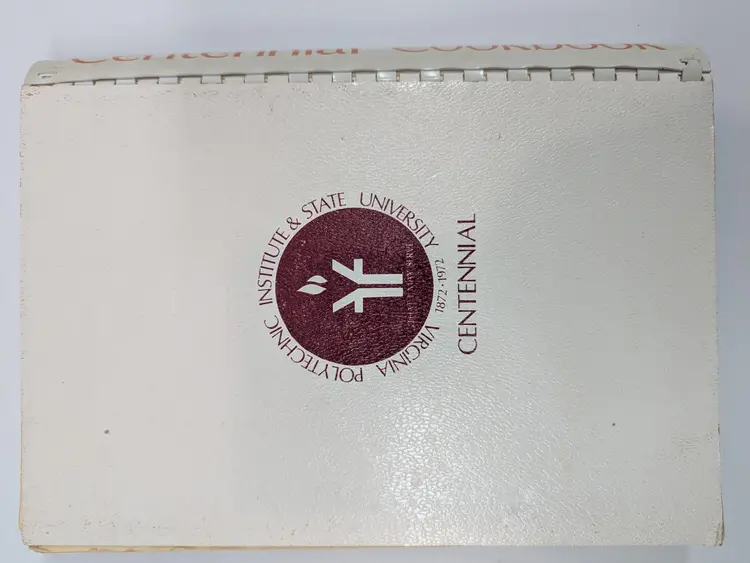 Centennial COOKBOOK
VIRGINIA POLYTECHNIC INSTITUTE & STATE UNIVERSITY
1872 · 1972
CENTENNIAL